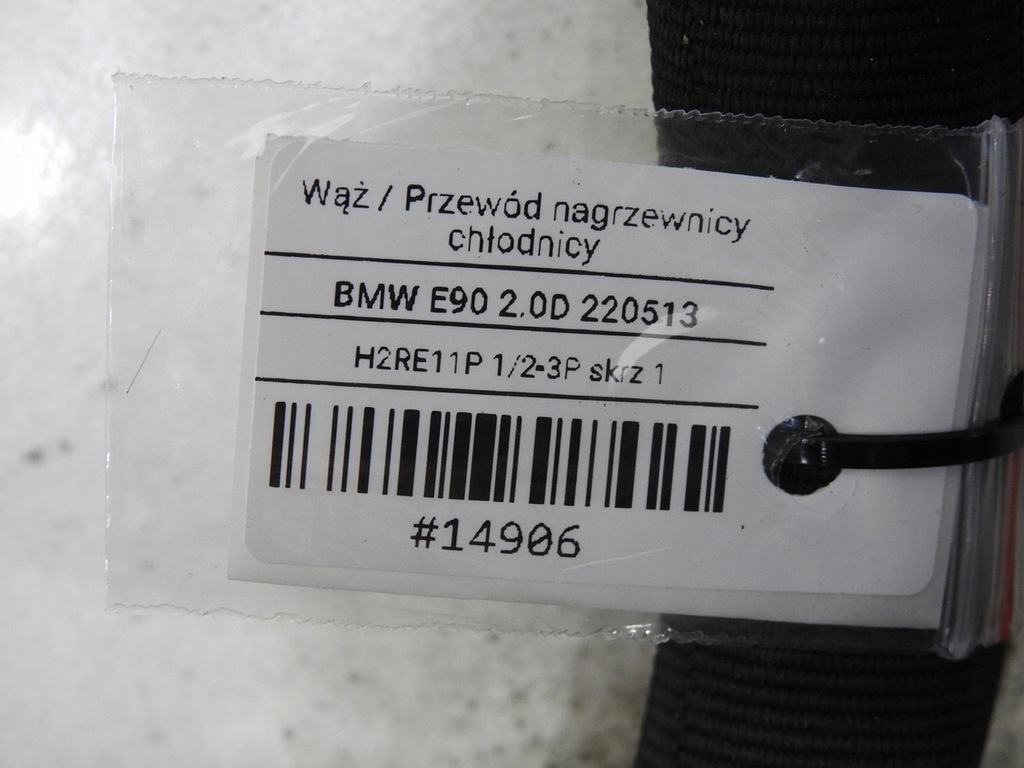 Wąż / Przewód nagrzewnicy
chłodnicy
BMW E90 2.0D 220513
H2RE11P 1/2-3P skrz 1
#14906